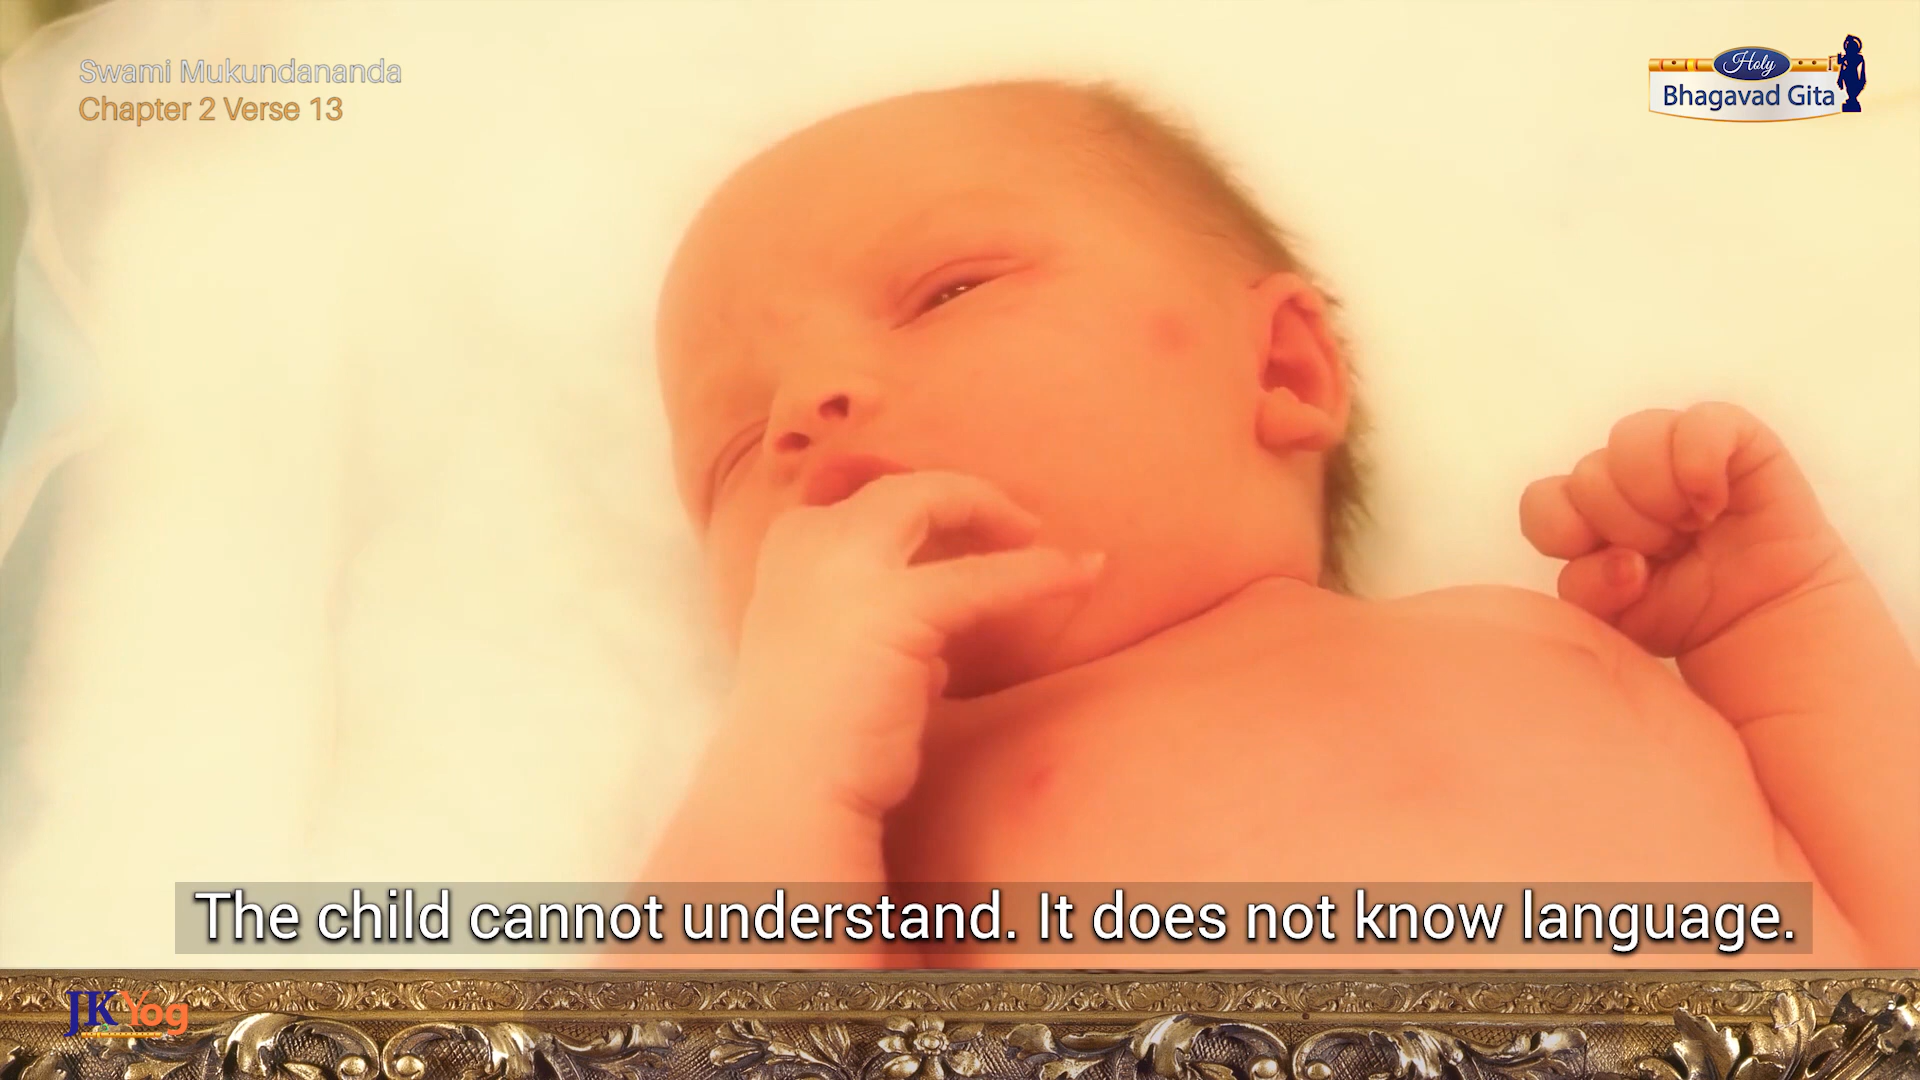 Swami Mukundananda
Chapter 2 Verse 13
Holy
Bhagavad Gita
The child cannot understand. It does not know language.
JKYog